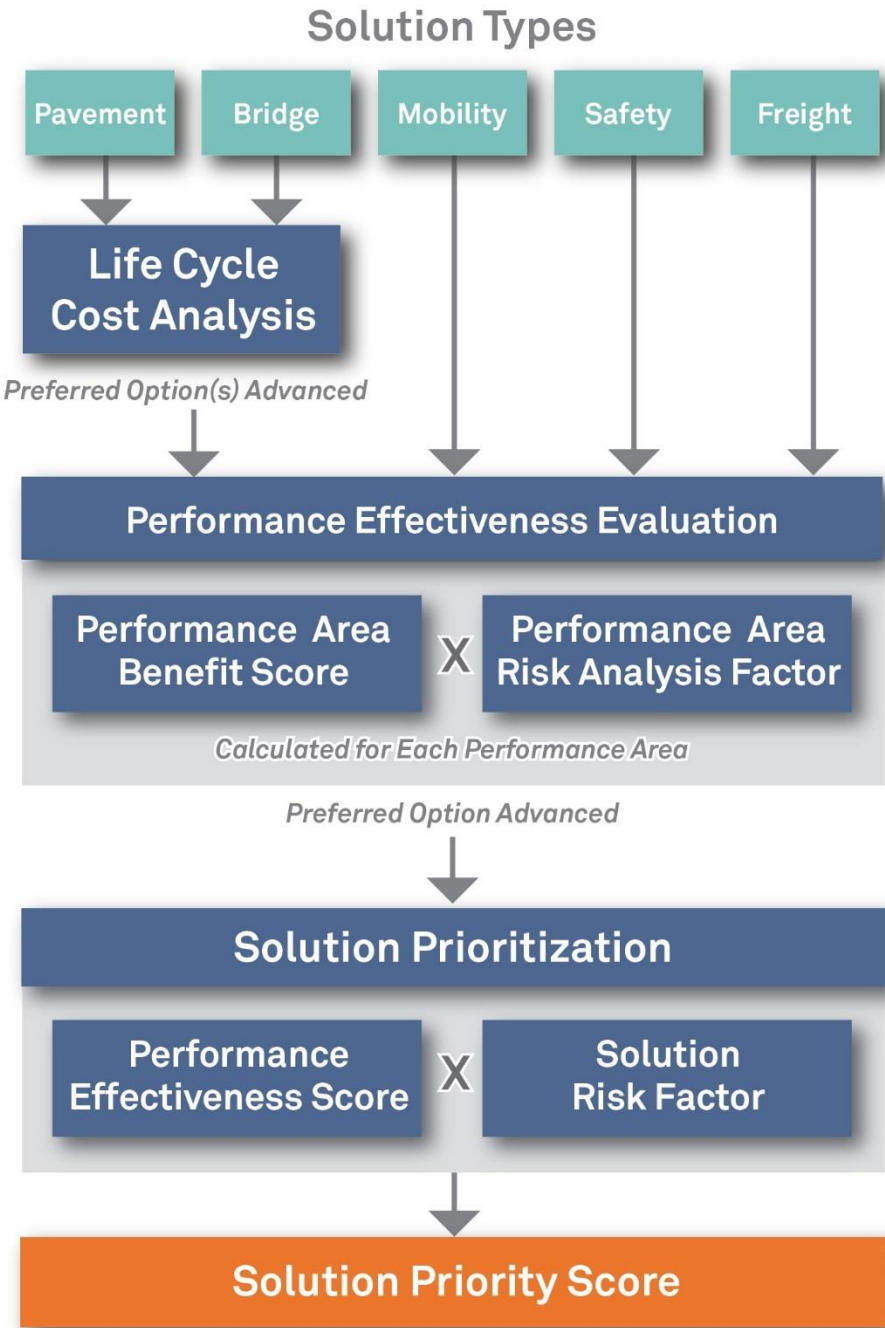 Solution Types
Pavement
Bridge
Mobility
Safety
Freight
Life Cycle
Cost Analysis
Preferred Option(s) Advanced
Performance Effectiveness Evaluation
Performance Area
Benefit Score
X
Performance Area
Risk Analysis Factor
Calculated for Each Performance Area
Preferred Option Advanced
Solution Prioritization
Performance
Effectiveness Score
X
Solution
Risk Factor
Solution Priority Score